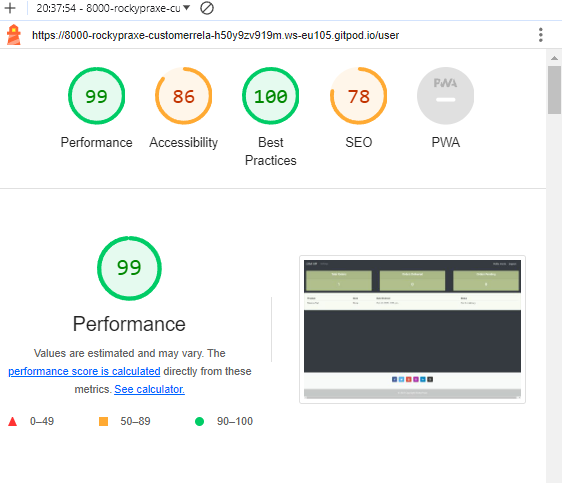 20:37:54 - 8000-rockypraxe-cu
https://8000-rockypraxe-customerrela-h50y9zv919m.ws-eu105.gitpod.io/user
99 86 100 78 PWA
Performance Accessibility Best Practices SEO PWA
99
Performance
Values are estimated and may vary. The
performance score is calculated directly from these
metrics. See calculator.
0–49 50–89 90–100